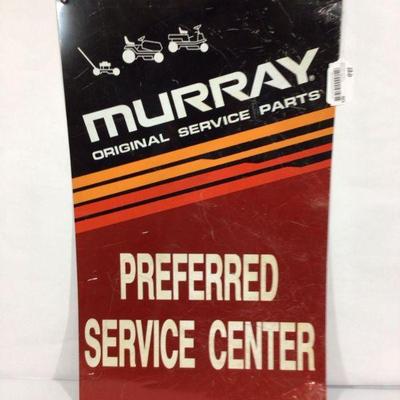 MURRAY®
ORIGINAL SERVICE PARTS
PREFERRED
SERVICE CENTER